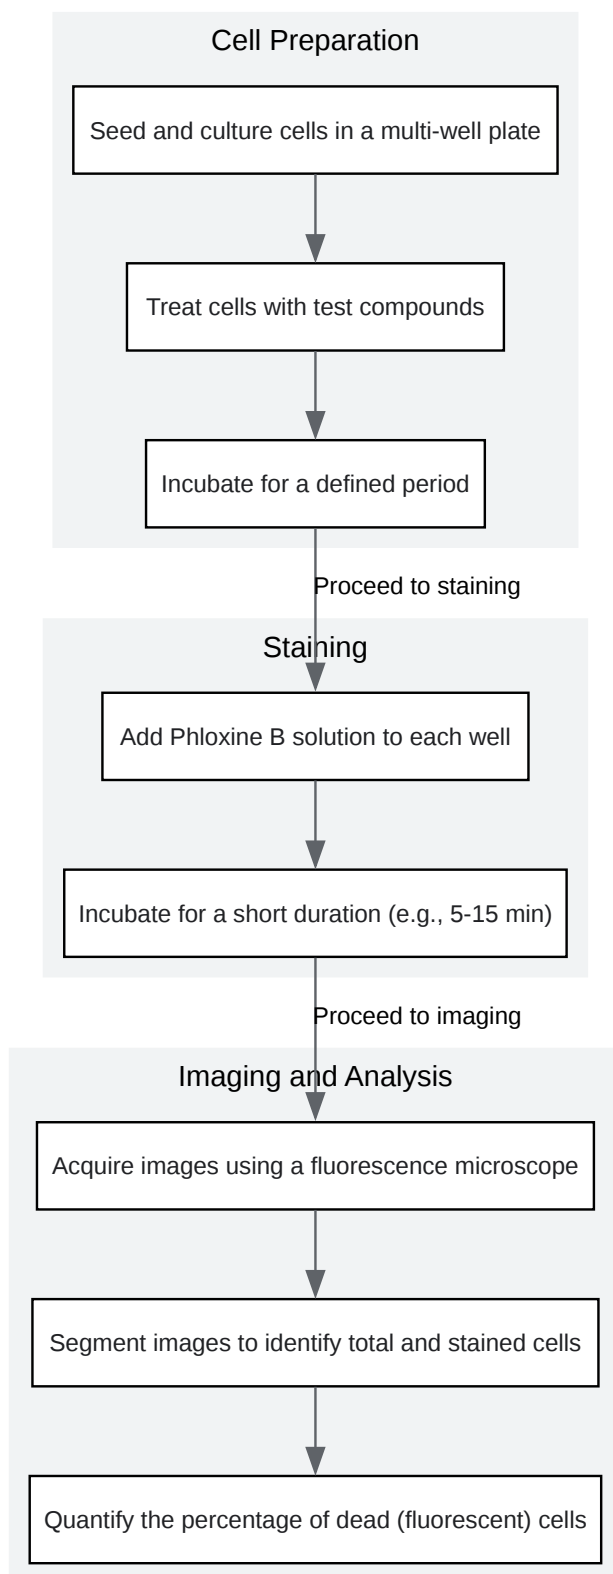 Cell Preparation
Seed and culture cells in a multi-well plate
Treat cells with test compounds
Incubate for a defined period
Proceed to staining
Staining
Add Phloxine B solution to each well
Incubate for a short duration (e.g., 5-15 min)
Proceed to imaging
Imaging and Analysis
Acquire images using a fluorescence microscope
Segment images to identify total and stained cells
Quantify the percentage of dead (fluorescent) cells